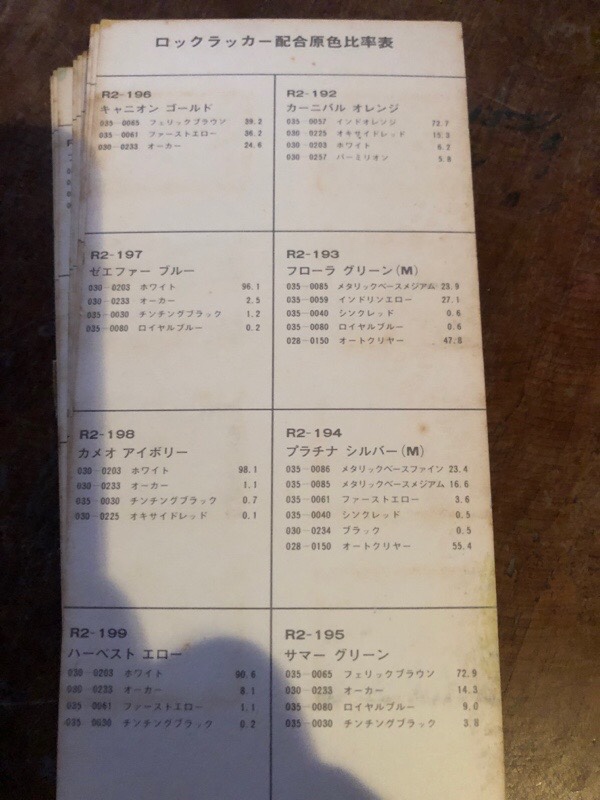 ロックラッカー配合原色比率表
R2-196
キャニオン ゴールド
035-0065 フェリックブラウン 39.2
035-0061 ファーストエロー 36.2
030-0233 オーカー 24.6
R2-197
ゼエファー ブルー
030-0203 ホワイト 96.1
030-0233 オーカー 2.5
035-0030 チンチングブラック 1.2
035-0080 ロイヤルブルー 0.2
R2-198
カメオ アイボリー
030-0203 ホワイト 98.1
030-0233 オーカー 1.1
035-0030 チンチングブラック 0.7
030-0225 オキサイドレッド 0.1
R2-199
ハーベスト エロー
030-0203 ホワイト 90.6
030-0233 オーカー 8.1
035-0061 ファーストエロー 1.1
035-0030 チンチングブラック 0.2
R2-192
カーニバル オレンジ
035-0057 インドオレンジ 72.7
030-0225 オキサイドレッド 15.3
030-0203 ホワイト 6.2
030-0257 バーミリオン 5.8
R2-193
フローラ グリーン(M)
035-0085 メタリックベースメジアム 23.9
035-0059 インドリンエロー 27.1
035-0040 シンクレッド 0.6
035-0080 ロイヤルブルー 0.6
028-0150 オートクリヤー 47.8
R2-194
プラチナ シルバー(M)
035-0086 メタリックベースファイン 23.4
035-0085 メタリックベースメジアム 16.6
035-0061 ファーストエロー 3.6
035-0040 シンクレッド 0.5
030-0234 ブラック 0.5
028-0150 オートクリヤー 55.4
R2-195
サマー グリーン
035-0065 フェリックブラウン 72.9
030-0233 オーカー 14.3
035-0080 ロイヤルブルー 9.0
035-0030 チンチングブラック 3.8